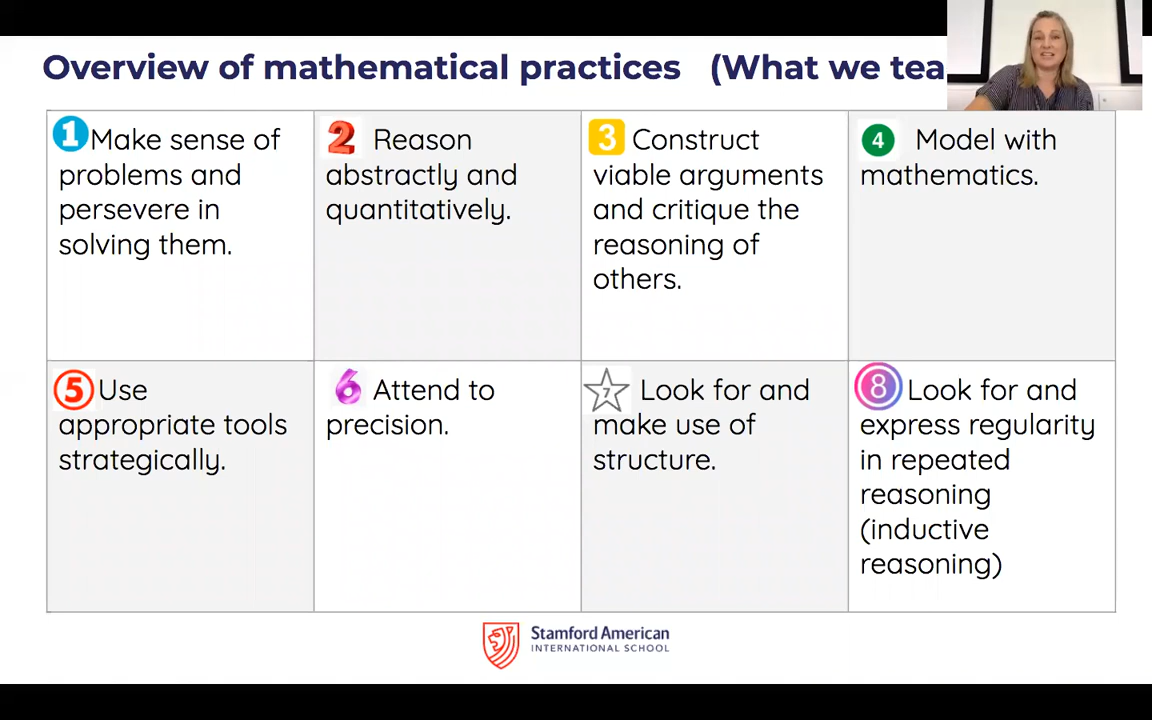 Overview of mathematical practices (What we tea
1 Make sense of
problems and
persevere in
solving them.
2 Reason
abstractly and
quantitatively.
3 Construct
viable arguments
and critique the
reasoning of
others.
4 Model with
mathematics.
5 Use
appropriate tools
strategically.
6 Attend to
precision.
7 Look for and
make use of
structure.
8 Look for and
express regularity
in repeated
reasoning
(inductive
reasoning)
Stamford American
INTERNATIONAL SCHOOL